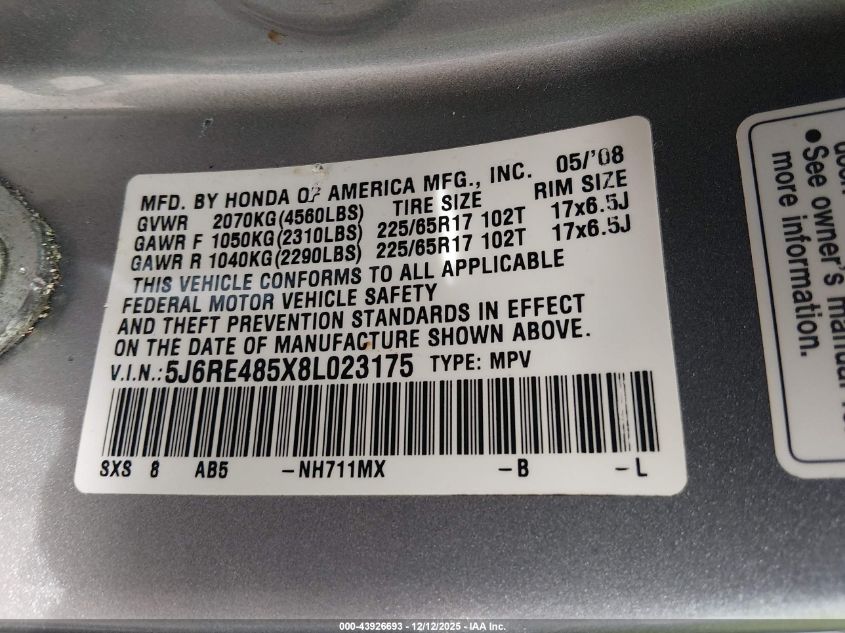 MFD. BY HONDA OF AMERICA MFG., INC. 05/'08
GVWR 2070KG(4560LBS) TIRE SIZE RIM SIZE
GAWR F 1050KG(2310LBS) 225/65R17 102T 17x6.5J
GAWR R 1040KG(2290LBS) 225/65R17 102T 17x6.5J
THIS VEHICLE CONFORMS TO ALL APPLICABLE
FEDERAL MOTOR VEHICLE SAFETY
AND THEFT PREVENTION STANDARDS IN EFFECT
ON THE DATE OF MANUFACTURE SHOWN ABOVE.
V.I.N.:5J6RE485X8L023175 TYPE: MPV
SXS 8 AB5 -NH711MX -B -L
•See owner's manual
more information.
000-43926693 - 12/12/2025 - IAA Inc.